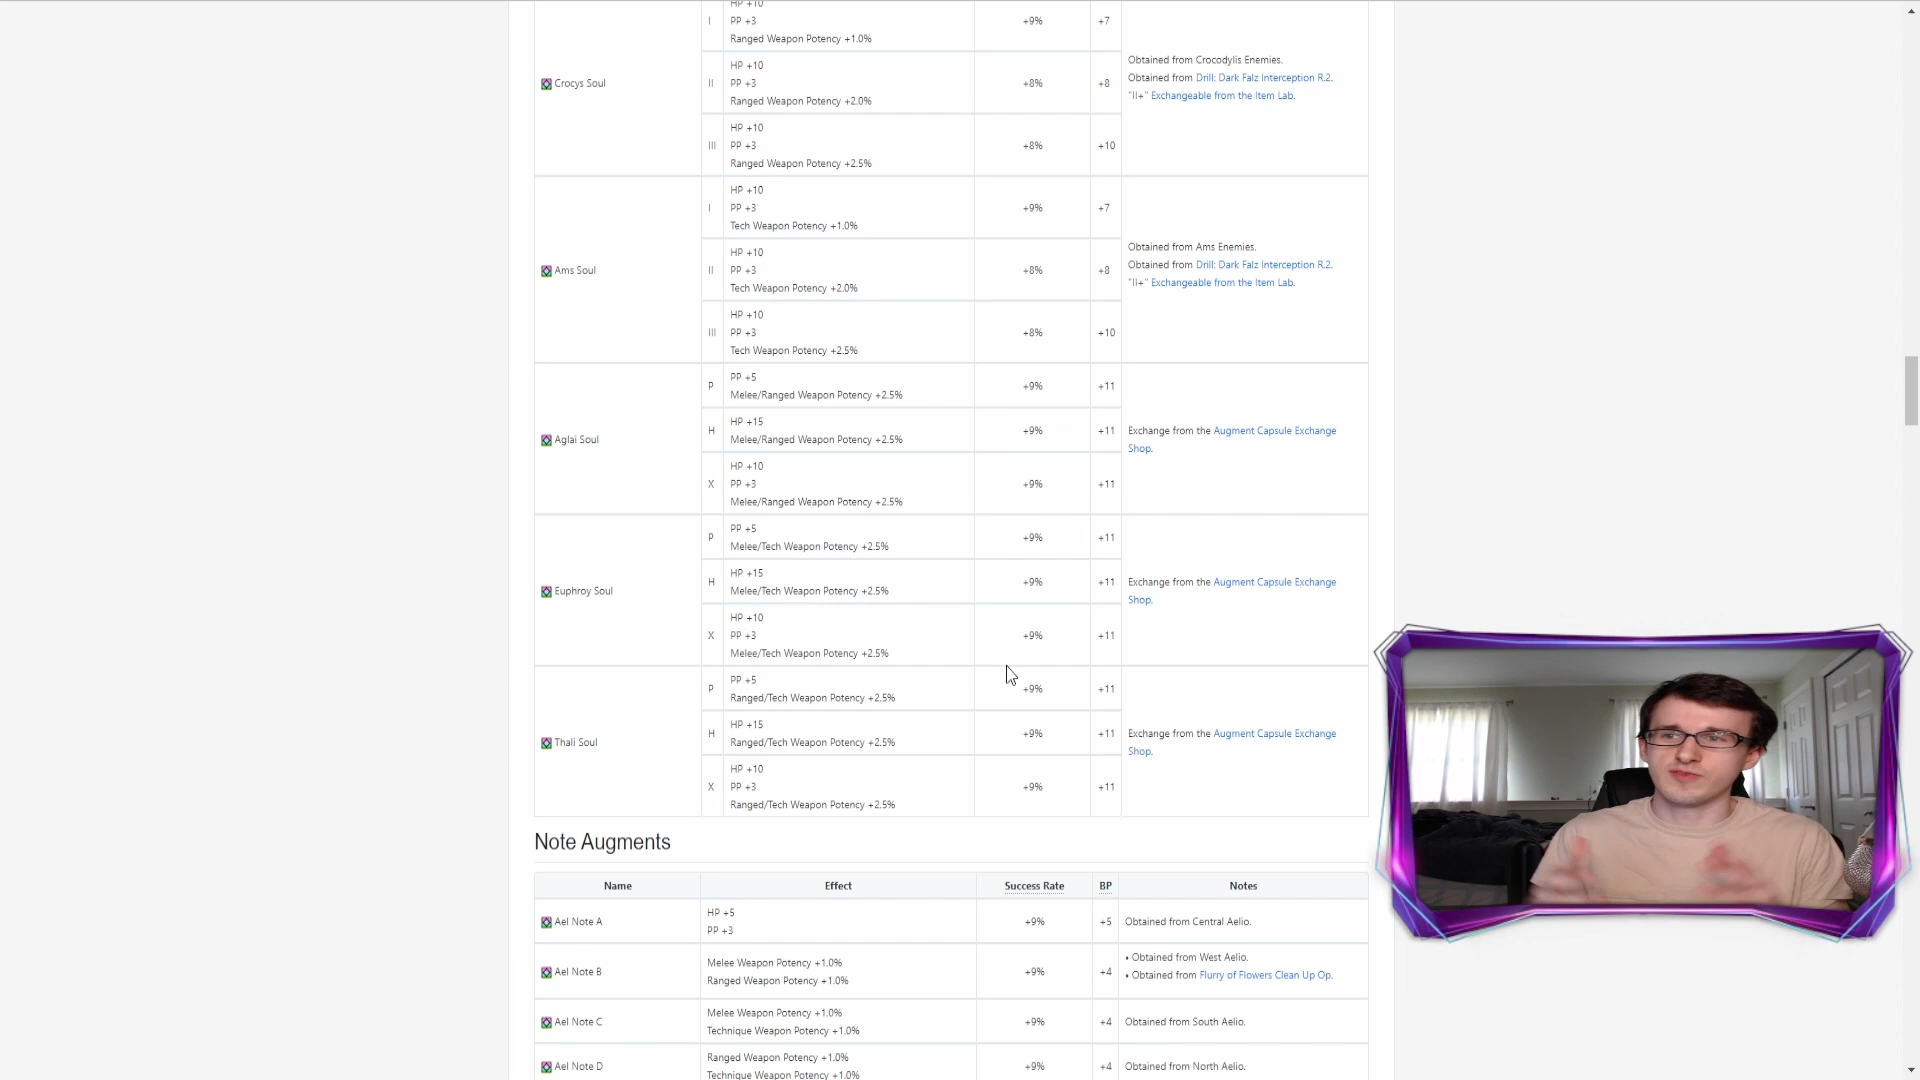 HP +10
I PP +3 +9% +7
Ranged Weapon Potency +1.0%
Crocys Soul
HP +10
II PP +3 +8% +8
Ranged Weapon Potency +2.0%
HP +10
III PP +3 +8% +10
Ranged Weapon Potency +2.5%
Obtained from Crocodylis Enemies.
Obtained from Drill: Dark Falz Interception R.2.
"II+" Exchangeable from the Item Lab.
HP +10
I PP +3 +9% +7
Tech Weapon Potency +1.0%
Ams Soul
HP +10
II PP +3 +8% +8
Tech Weapon Potency +2.0%
HP +10
III PP +3 +8% +10
Tech Weapon Potency +2.5%
Obtained from Ams Enemies.
Obtained from Drill: Dark Falz Interception R.2.
"II+" Exchangeable from the Item Lab.
Aglai Soul
PP +5
P +9% +11
Melee/Ranged Weapon Potency +2.5%
HP +15
H +9% +11
Melee/Ranged Weapon Potency +2.5%
HP +10
X PP +3 +9% +11
Melee/Ranged Weapon Potency +2.5%
Exchange from the Augment Capsule Exchange
Shop.
Euphroy Soul
PP +5
P +9% +11
Melee/Tech Weapon Potency +2.5%
HP +15
H +9% +11
Melee/Tech Weapon Potency +2.5%
HP +10
X PP +3 +9% +11
Melee/Tech Weapon Potency +2.5%
Exchange from the Augment Capsule Exchange
Shop.
Thali Soul
PP +5
P +9% +11
Ranged/Tech Weapon Potency +2.5%
HP +15
H +9% +11
Ranged/Tech Weapon Potency +2.5%
HP +10
X PP +3 +9% +11
Ranged/Tech Weapon Potency +2.5%
Exchange from the Augment Capsule Exchange
Shop.
Note Augments
Name Effect Success Rate BP Notes
HP +5
Ael Note A +9% +5 Obtained from Central Aelio.
PP +3
Melee Weapon Potency +1.0% • Obtained from West Aelio.
Ael Note B +9% +4
Ranged Weapon Potency +1.0% • Obtained from Flurry of Flowers Clean Up Op.
Melee Weapon Potency +1.0%
Ael Note C +9% +4 Obtained from South Aelio.
Technique Weapon Potency +1.0%
Ranged Weapon Potency +1.0%
Ael Note D +9% +4 Obtained from North Aelio.
Technique Weapon Potency +1.0%